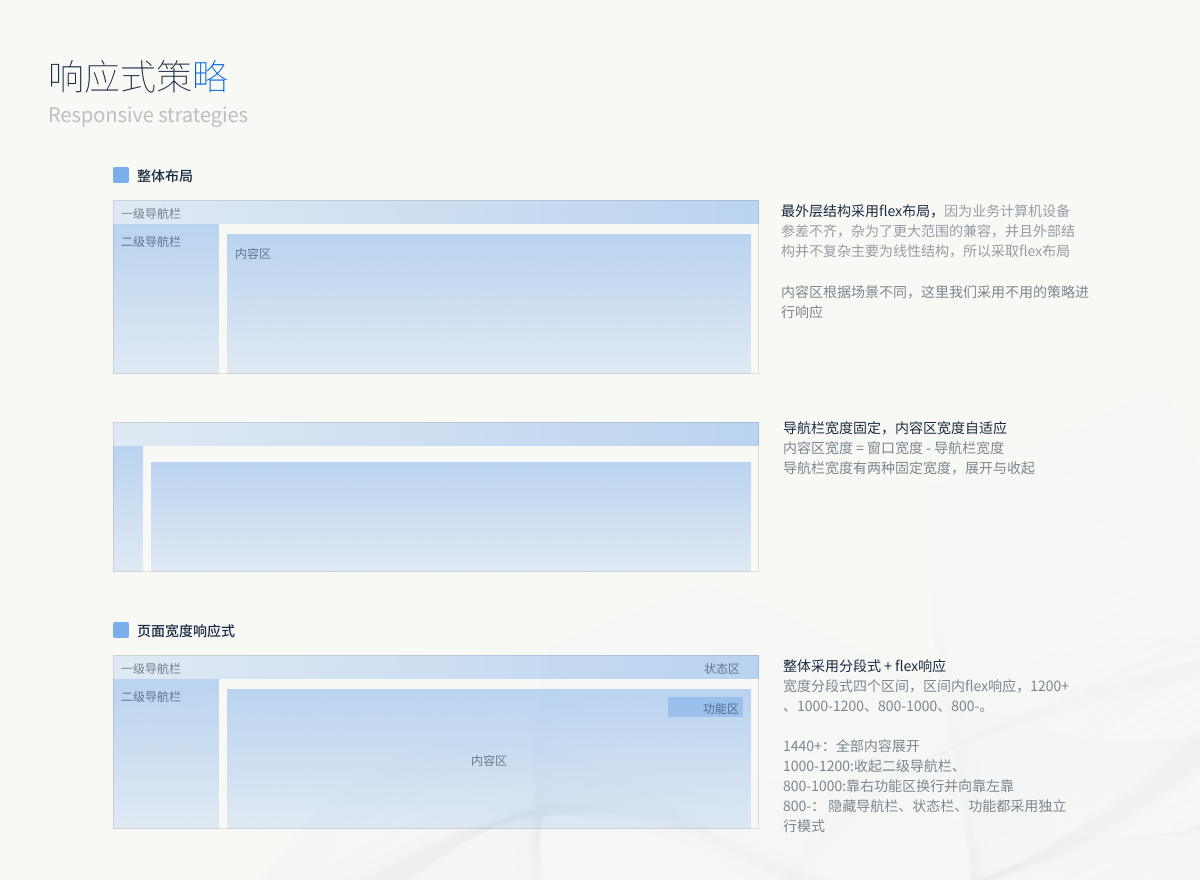 响应式策略
Responsive strategies
整体布局
一级导航栏
二级导航栏
内容区
最外层结构采用flex布局，因为业务计算机设备
参差不齐，杂为了更大范围的兼容，并且外部结
构并不复杂主要为线性结构，所以采取flex布局
内容区根据场景不同，这里我们采用不用的策略进
行响应
导航栏宽度固定，内容区宽度自适应
内容区宽度 = 窗口宽度 - 导航栏宽度
导航栏宽度有两种固定宽度，展开与收起
页面宽度响应式
一级导航栏
状态区
二级导航栏
功能区
内容区
整体采用分段式 + flex响应
宽度分段式四个区间，区间内flex响应，1200+
、1000-1200、800-1000、800-。
1440+：全部内容展开
1000-1200:收起二级导航栏、
800-1000:靠右功能区换行并向靠左靠
800-： 隐藏导航栏、状态栏、功能都采用独立
行模式